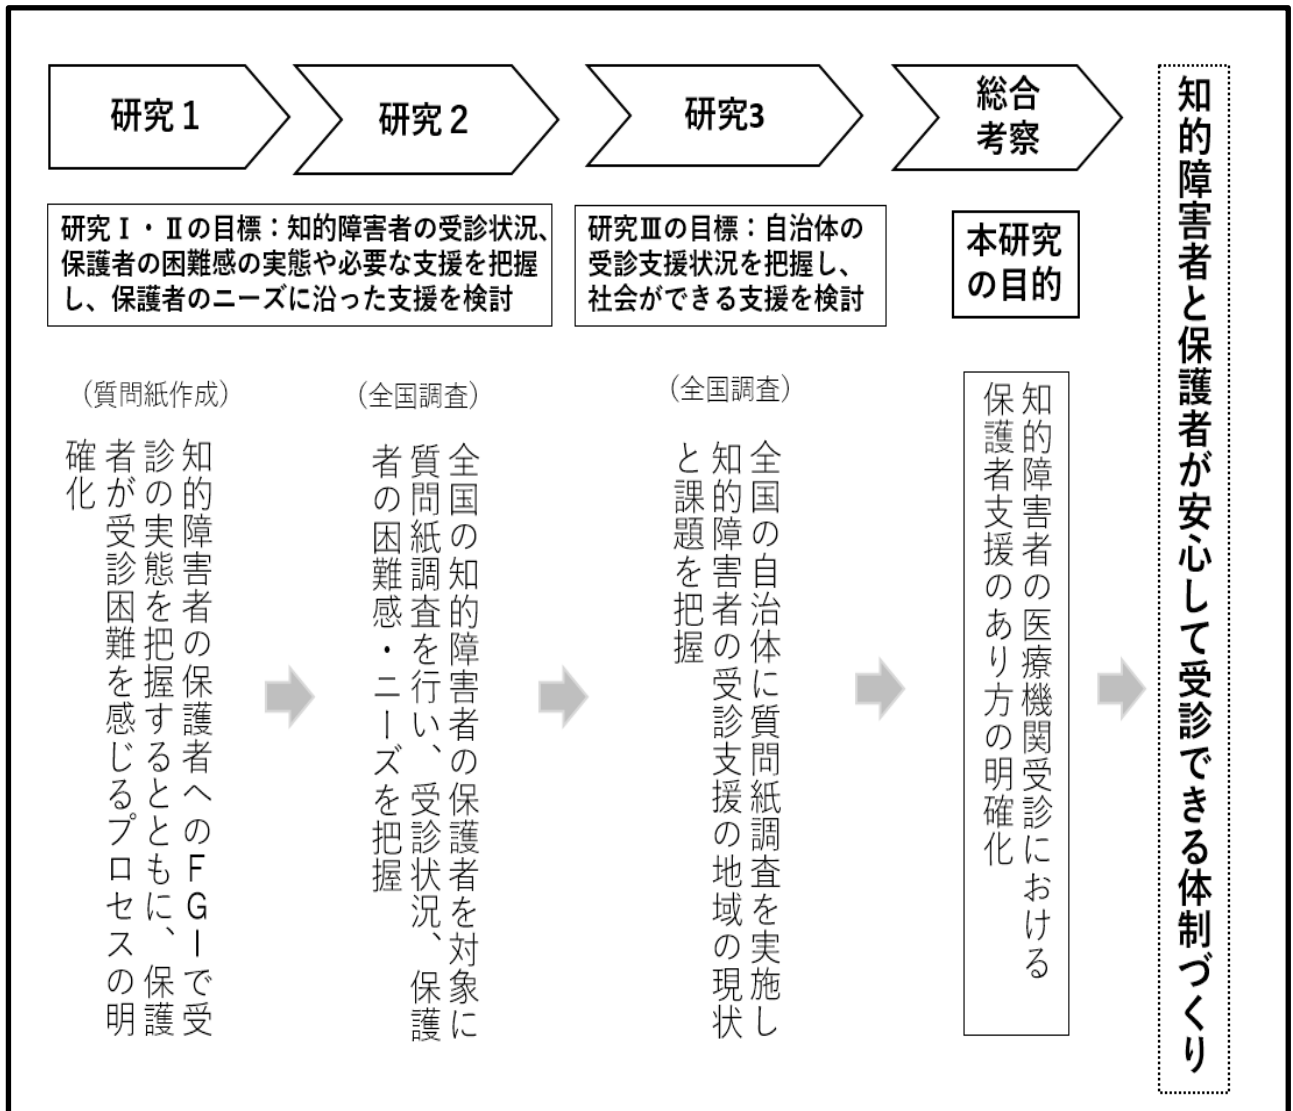 研究１
研究２
研究3
総合
考察
研究Ⅰ・Ⅱの目標：知的障害者の受診状況、
保護者の困難感の実態や必要な支援を把握
し、保護者のニーズに沿った支援を検討
研究Ⅲの目標：自治体の
受診支援状況を把握し、
社会ができる支援を検討
本研究
の目的
（質問紙作成）
知的障害者の保護者へのＦＧＩで受
診の実態を把握するとともに、保護
者が受診困難を感じるプロセスの明
確化
（全国調査）
全国の知的障害者の保護者を対象に
質問紙調査を行い、受診状況、保護
者の困難感・ニーズを把握
（全国調査）
全国の自治体に質問紙調査を実施し
知的障害者の受診支援の地域の現状
と課題を把握
知的障害者の医療機関受診における
保護者支援のあり方の明確化
知的障害者と保護者が安心して受診できる体制づくり